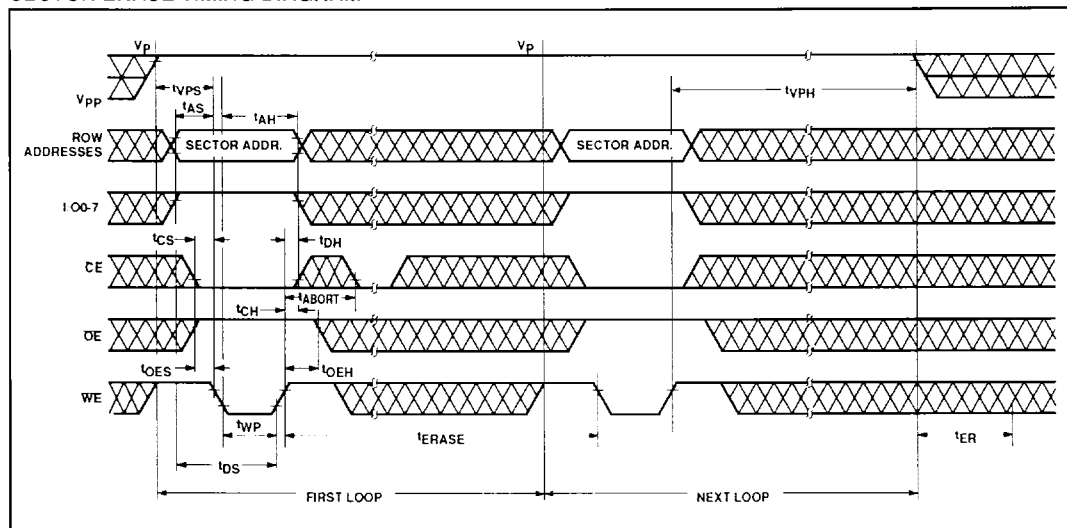 SECTOR ERASE TIMING DIAGRAM
VP
VP
tVPS
tVPH
VPP
tAS
tAH
ROW
ADDRESSES
SECTOR ADDR.
SECTOR ADDR.
I/O0-7
tCS
tDH
CE
tABORT
tCH
OE
tOES
tOEH
WE
tWP
tERASE
tER
tDS
FIRST LOOP
NEXT LOOP